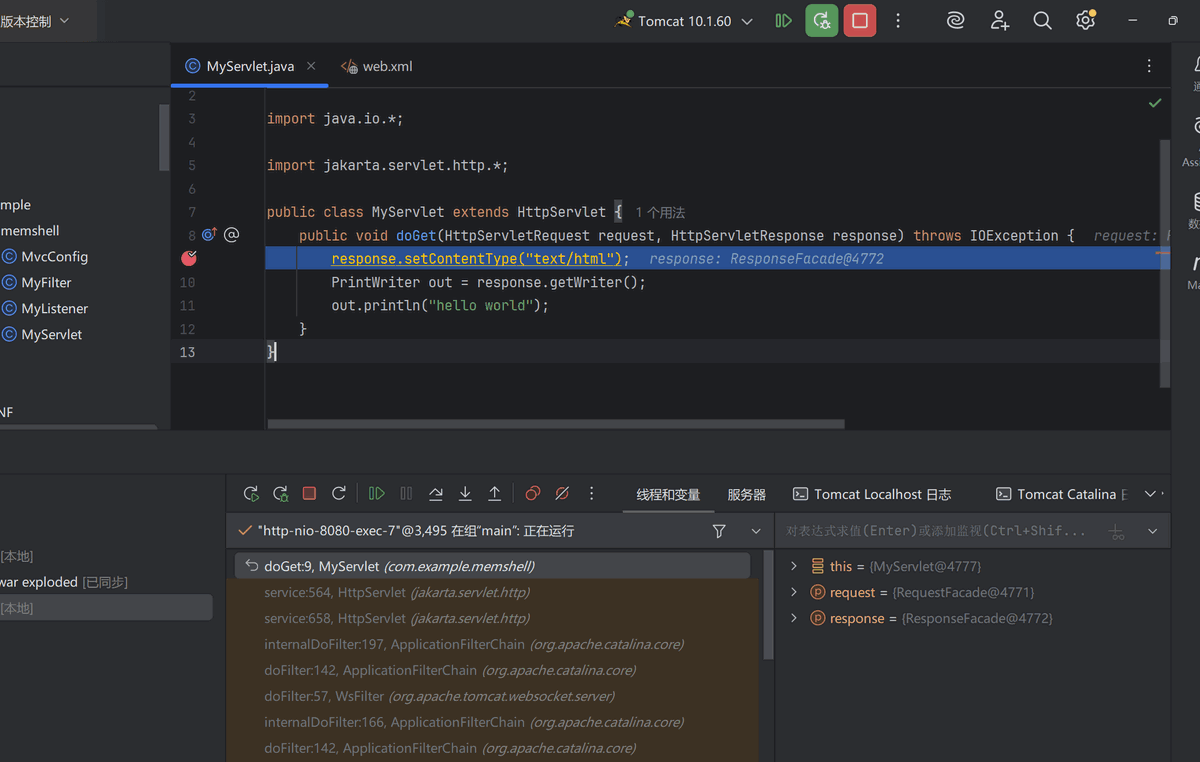 版本控制
Tomcat 10.1.60
MyServlet.java
web.xml
2
3 import java.io.*;
4
5 import jakarta.servlet.http.*;
6
7 public class MyServlet extends HttpServlet { 1 个用法
8 @ public void doGet(HttpServletRequest request, HttpServletResponse response) throws IOException { request:
response.setContentType("text/html"); response: ResponseFacade@4772
10 PrintWriter out = response.getWriter();
11 out.println("hello world");
12 }
13 }
mple
memshell
MvcConfig
MyFilter
MyListener
MyServlet
NF
Ass
数
Ma
线程和变量
服务器
Tomcat Localhost 日志
Tomcat Catalina
"http-nio-8080-exec-7"@3,495 在组"main": 正在运行
对表达式求值(Enter)或添加监视(Ctrl+Shif...
[本地]
war exploded [已同步]
[本地]
doGet:9, MyServlet (com.example.memshell)
service:564, HttpServlet (jakarta.servlet.http)
service:658, HttpServlet (jakarta.servlet.http)
internalDoFilter:197, ApplicationFilterChain (org.apache.catalina.core)
doFilter:142, ApplicationFilterChain (org.apache.catalina.core)
doFilter:57, WsFilter (org.apache.tomcat.websocket.server)
internalDoFilter:166, ApplicationFilterChain (org.apache.catalina.core)
doFilter:142, ApplicationFilterChain (org.apache.catalina.core)
this = {MyServlet@4777}
request = {RequestFacade@4771}
response = {ResponseFacade@4772}